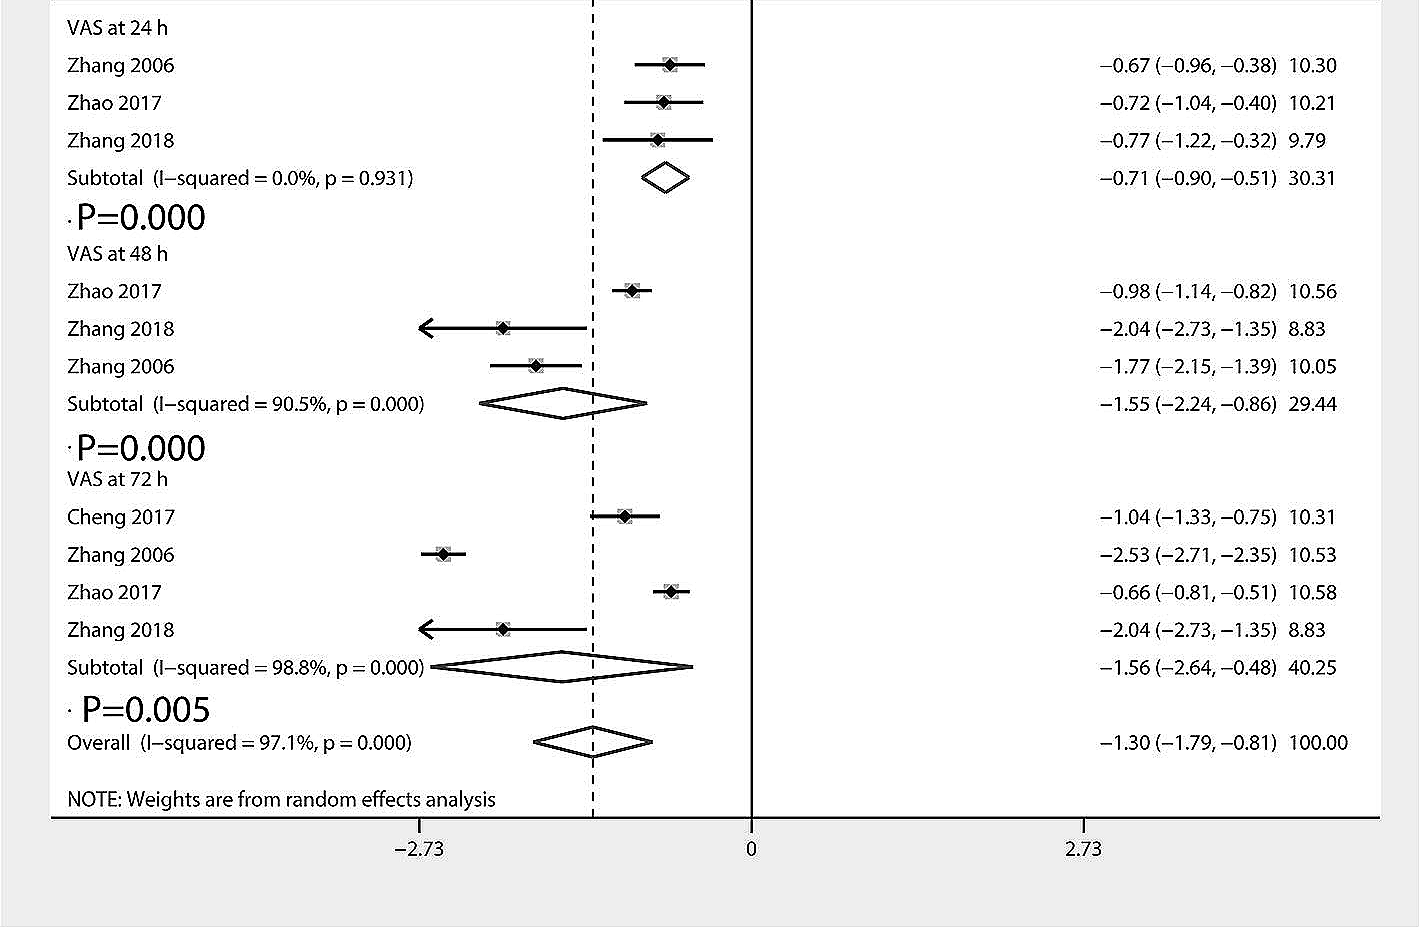 VAS at 24 h
Zhang 2006 −0.67 (−0.96, −0.38) 10.30
Zhao 2017 −0.72 (−1.04, −0.40) 10.21
Zhang 2018 −0.77 (−1.22, −0.32) 9.79
Subtotal (I−squared = 0.0%, p = 0.931) −0.71 (−0.90, −0.51) 30.31
· P=0.000
VAS at 48 h
Zhao 2017 −0.98 (−1.14, −0.82) 10.56
Zhang 2018 −2.04 (−2.73, −1.35) 8.83
Zhang 2006 −1.77 (−2.15, −1.39) 10.05
Subtotal (I−squared = 90.5%, p = 0.000) −1.55 (−2.24, −0.86) 29.44
· P=0.000
VAS at 72 h
Cheng 2017 −1.04 (−1.33, −0.75) 10.31
Zhang 2006 −2.53 (−2.71, −2.35) 10.53
Zhao 2017 −0.66 (−0.81, −0.51) 10.58
Zhang 2018 −2.04 (−2.73, −1.35) 8.83
Subtotal (I−squared = 98.8%, p = 0.000) −1.56 (−2.64, −0.48) 40.25
· P=0.005
Overall (I−squared = 97.1%, p = 0.000) −1.30 (−1.79, −0.81) 100.00
NOTE: Weights are from random effects analysis
−2.73 0 2.73